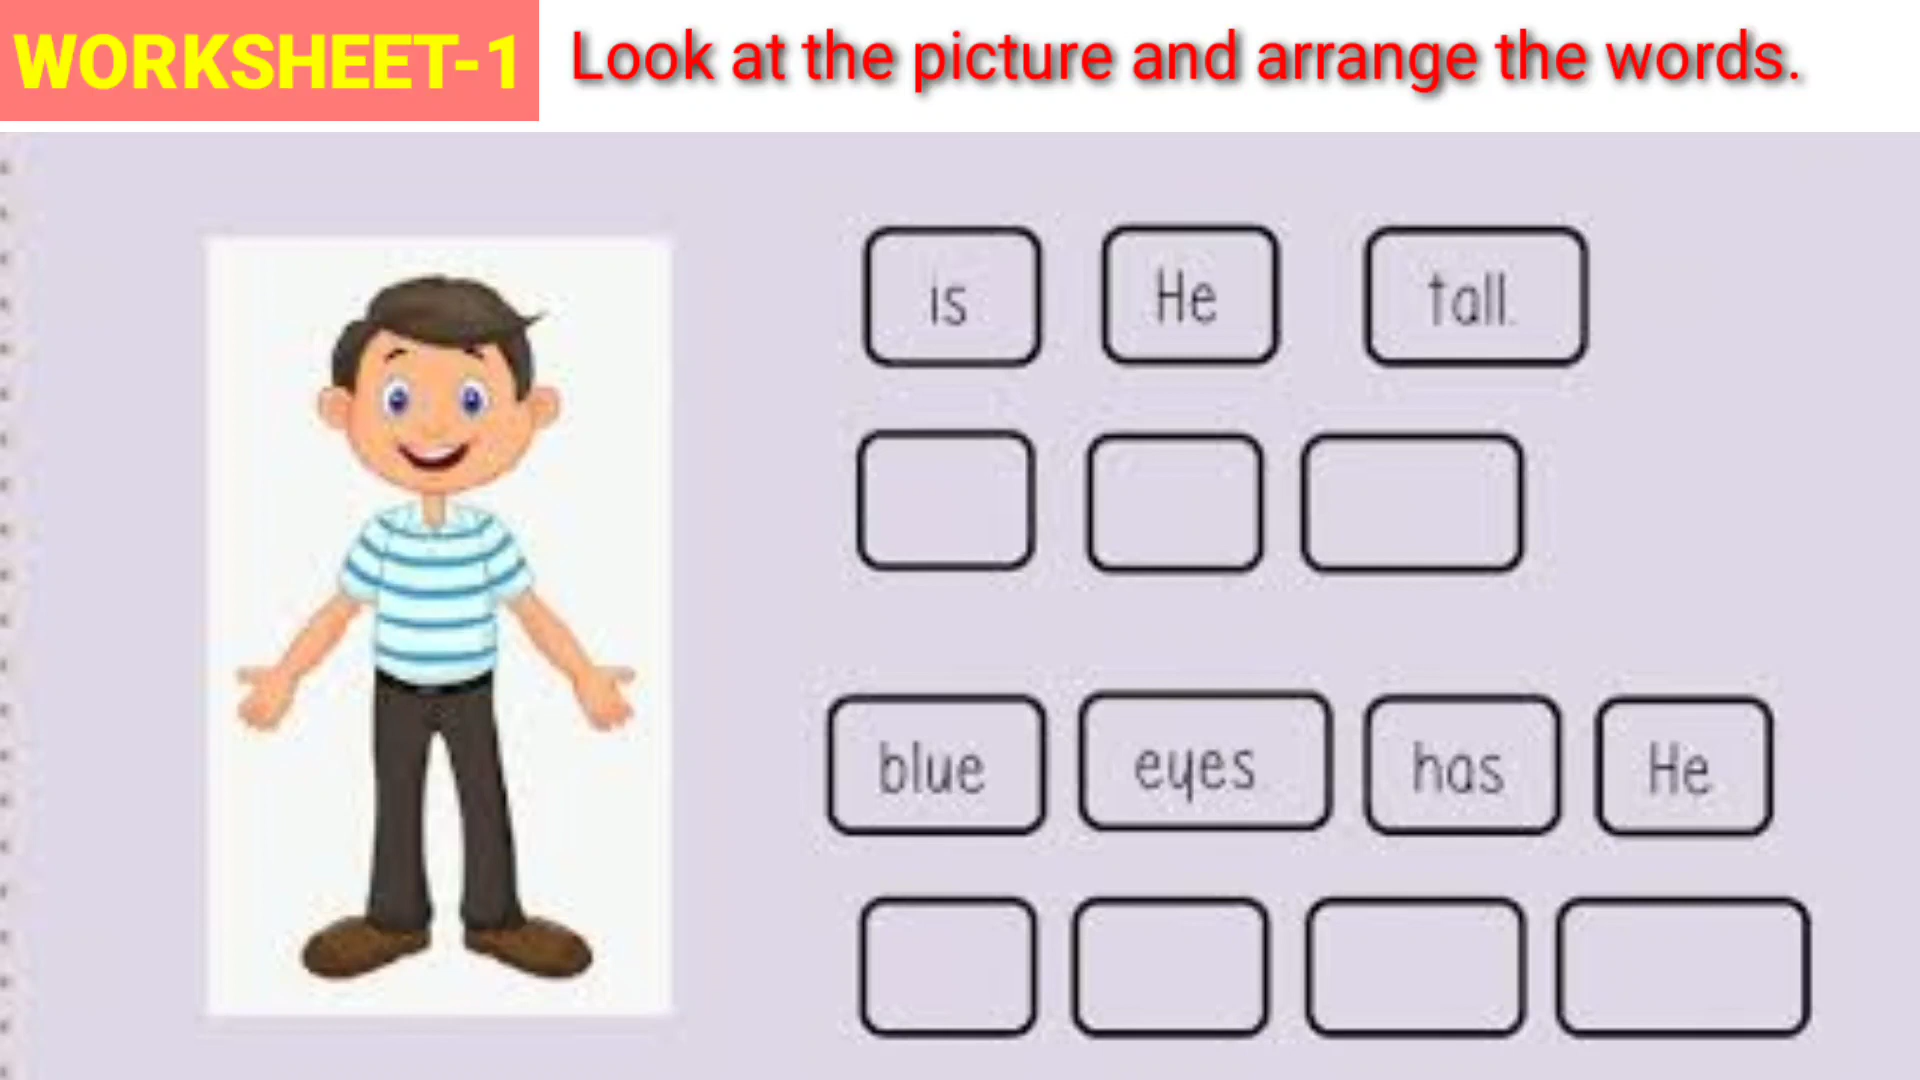 WORKSHEET-1 Look at the picture and arrange the words.
is He tall.
blue eyes. has He